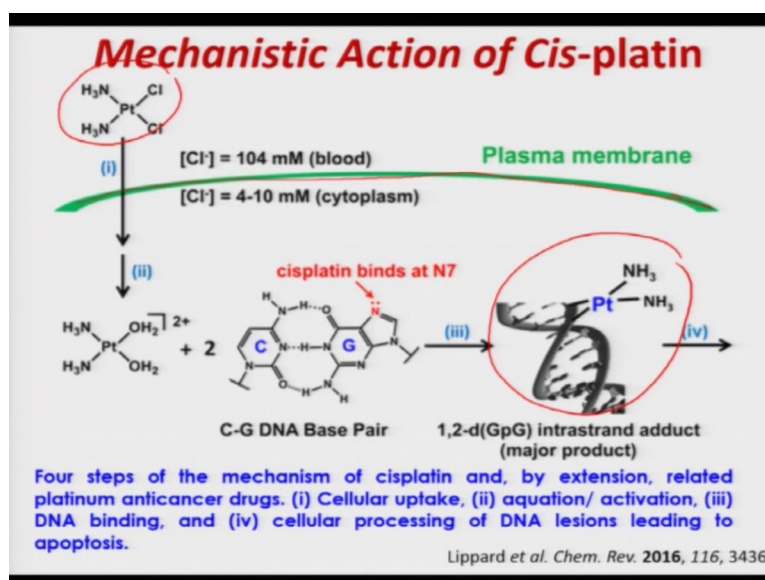 Mechanistic Action of Cis-platin
H₃N Cl
Pt
H₃N Cl
(i)
[Cl⁻] = 104 mM (blood)
Plasma membrane
[Cl⁻] = 4-10 mM (cytoplasm)
(ii)
cisplatin binds at N7
H₃N OH₂ 2+
Pt
H₃N OH₂
+ 2
H
N H O N
C N H N G
N O H N N N
H
(iii)
NH₃
Pt NH₃
(iv)
C-G DNA Base Pair
1,2-d(GpG) intrastrand adduct
(major product)
Four steps of the mechanism of cisplatin and, by extension, related
platinum anticancer drugs. (i) Cellular uptake, (ii) aquation/ activation, (iii)
DNA binding, and (iv) cellular processing of DNA lesions leading to
apoptosis.
Lippard et al. Chem. Rev. 2016, 116, 3436